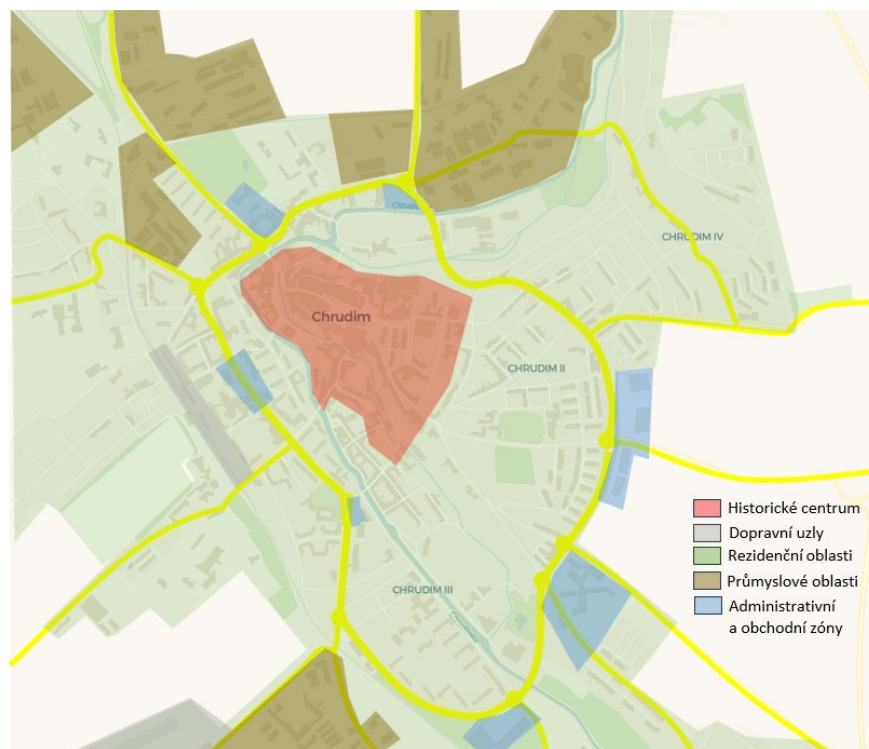 Chrudim
CHRUDIM IV
CHRUDIM II
CHRUDIM III
Historické centrum
Dopravní uzly
Rezidenční oblasti
Průmyslové oblasti
Administrativní
a obchodní zóny